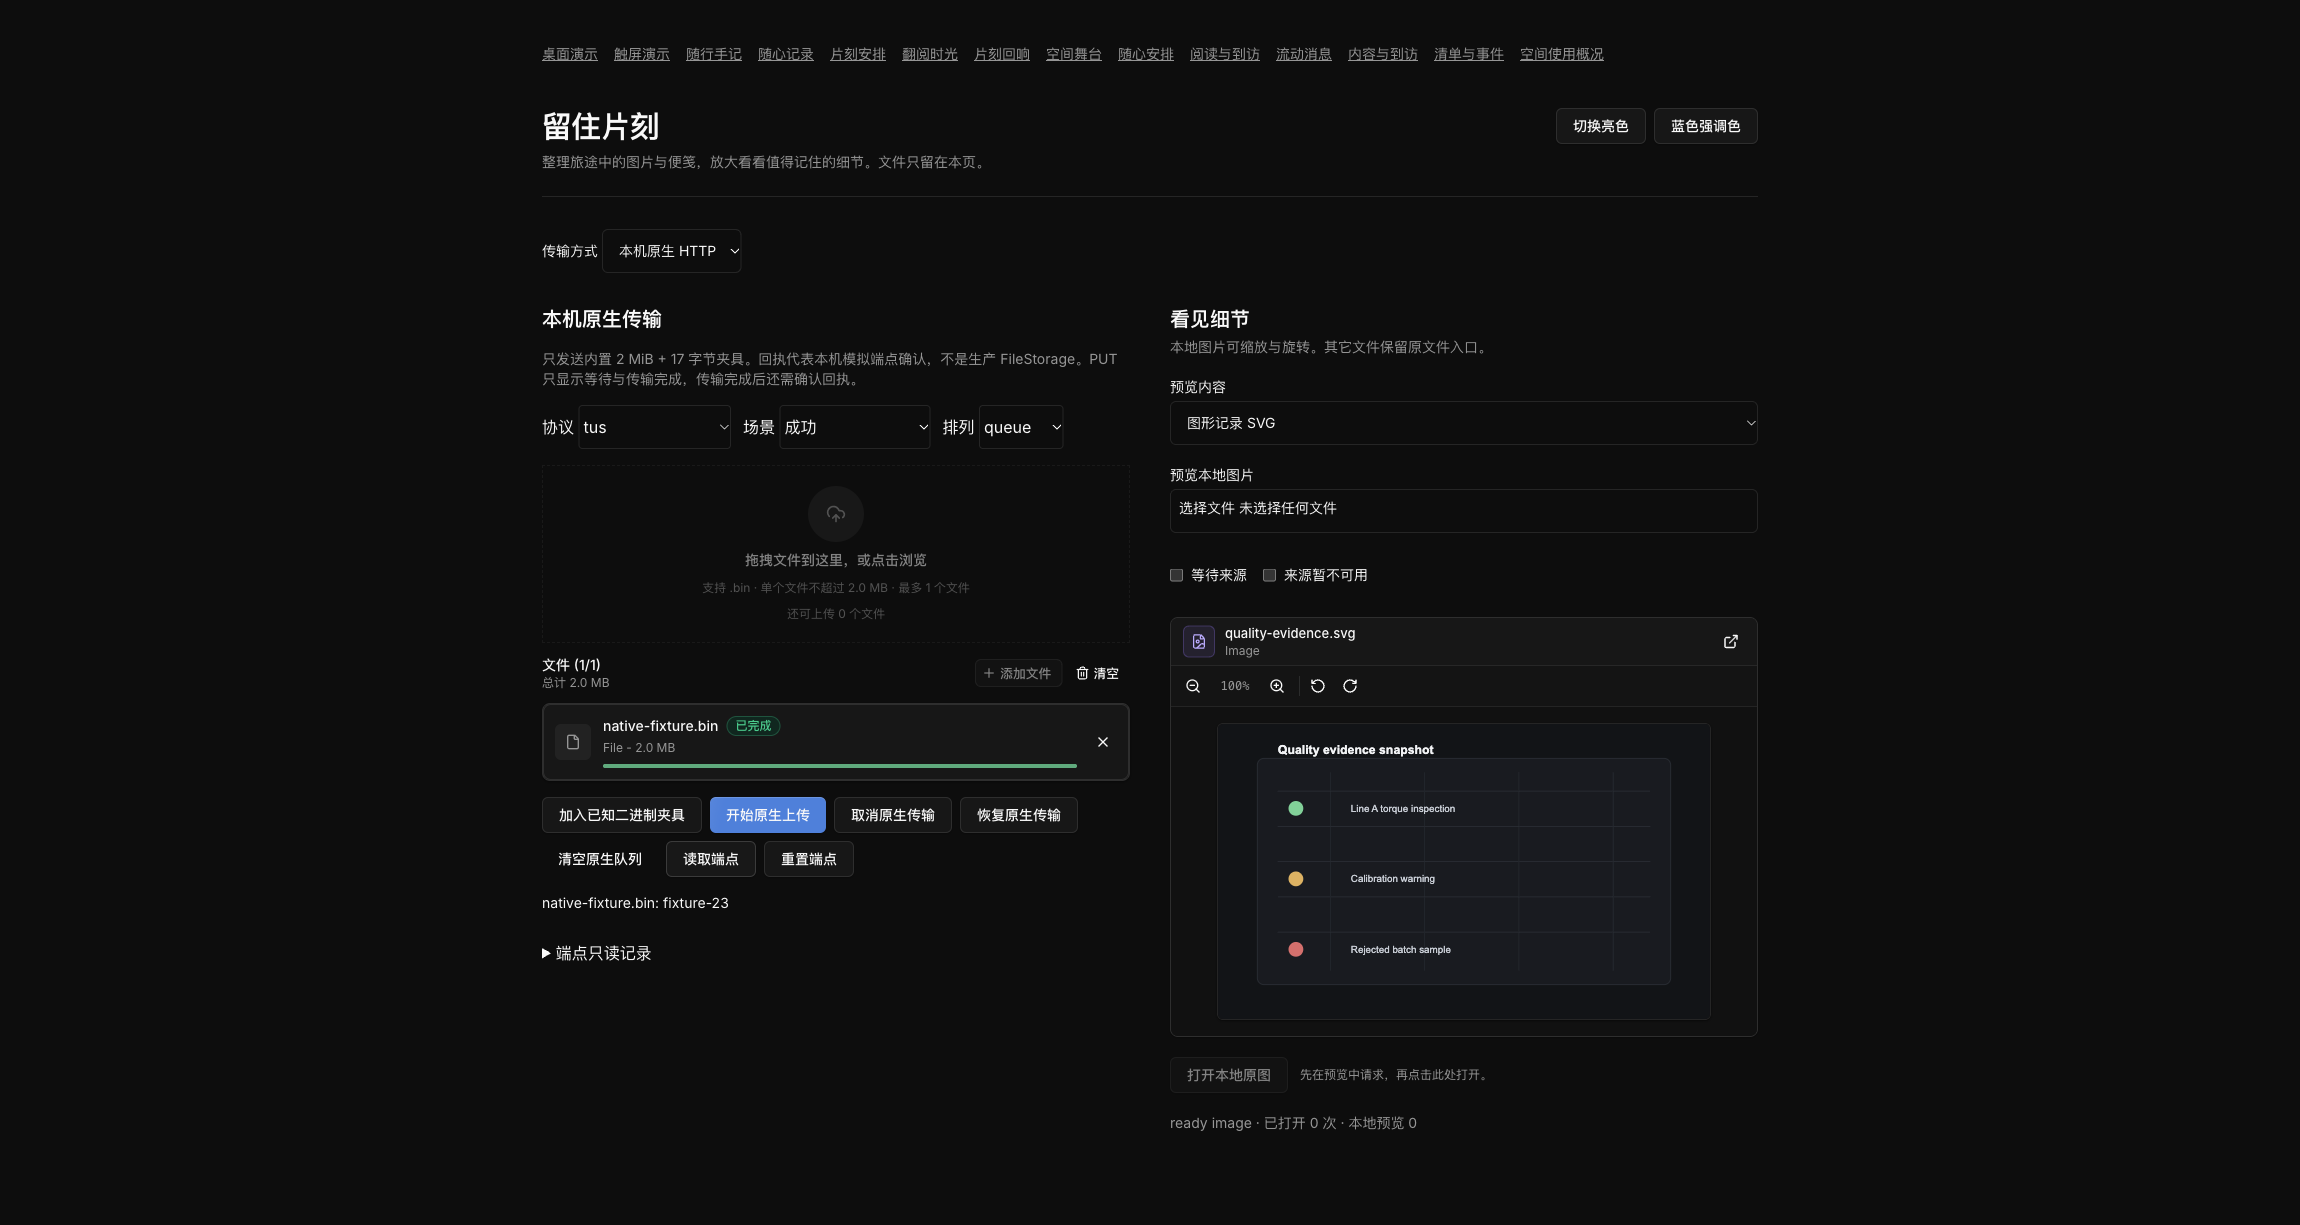 桌面演示 触屏演示 随行手记 随心记录 片刻安排 翻阅时光 片刻回响 空间舞台 随心安排 阅读与到访 流动消息 内容与到访 清单与事件 空间使用概况
留住片刻
切换亮色 蓝色强调色
整理旅途中的图片与便笺，放大看看值得记住的细节。文件只留在本页。
传输方式 本机原生 HTTP
本机原生传输
只发送内置 2 MiB + 17 字节夹具。回执代表本机模拟端点确认，不是生产 FileStorage。PUT
只显示等待与传输完成，传输完成后还需确认回执。
协议 tus 场景 成功 排列 queue
拖拽文件到这里，或点击浏览
支持 .bin · 单个文件不超过 2.0 MB · 最多 1 个文件
还可上传 0 个文件
文件 (1/1)
总计 2.0 MB
添加文件 清空
native-fixture.bin 已完成
File - 2.0 MB
加入已知二进制夹具 开始原生上传 取消原生传输 恢复原生传输
清空原生队列 读取端点 重置端点
native-fixture.bin: fixture-23
端点只读记录
看见细节
本地图片可缩放与旋转。其它文件保留原文件入口。
预览内容
图形记录 SVG
预览本地图片
选择文件 未选择任何文件
等待来源 来源暂不可用
quality-evidence.svg
Image
100%
Quality evidence snapshot
Line A torque inspection
Calibration warning
Rejected batch sample
打开本地原图 先在预览中请求，再点击此处打开。
ready image · 已打开 0 次 · 本地预览 0